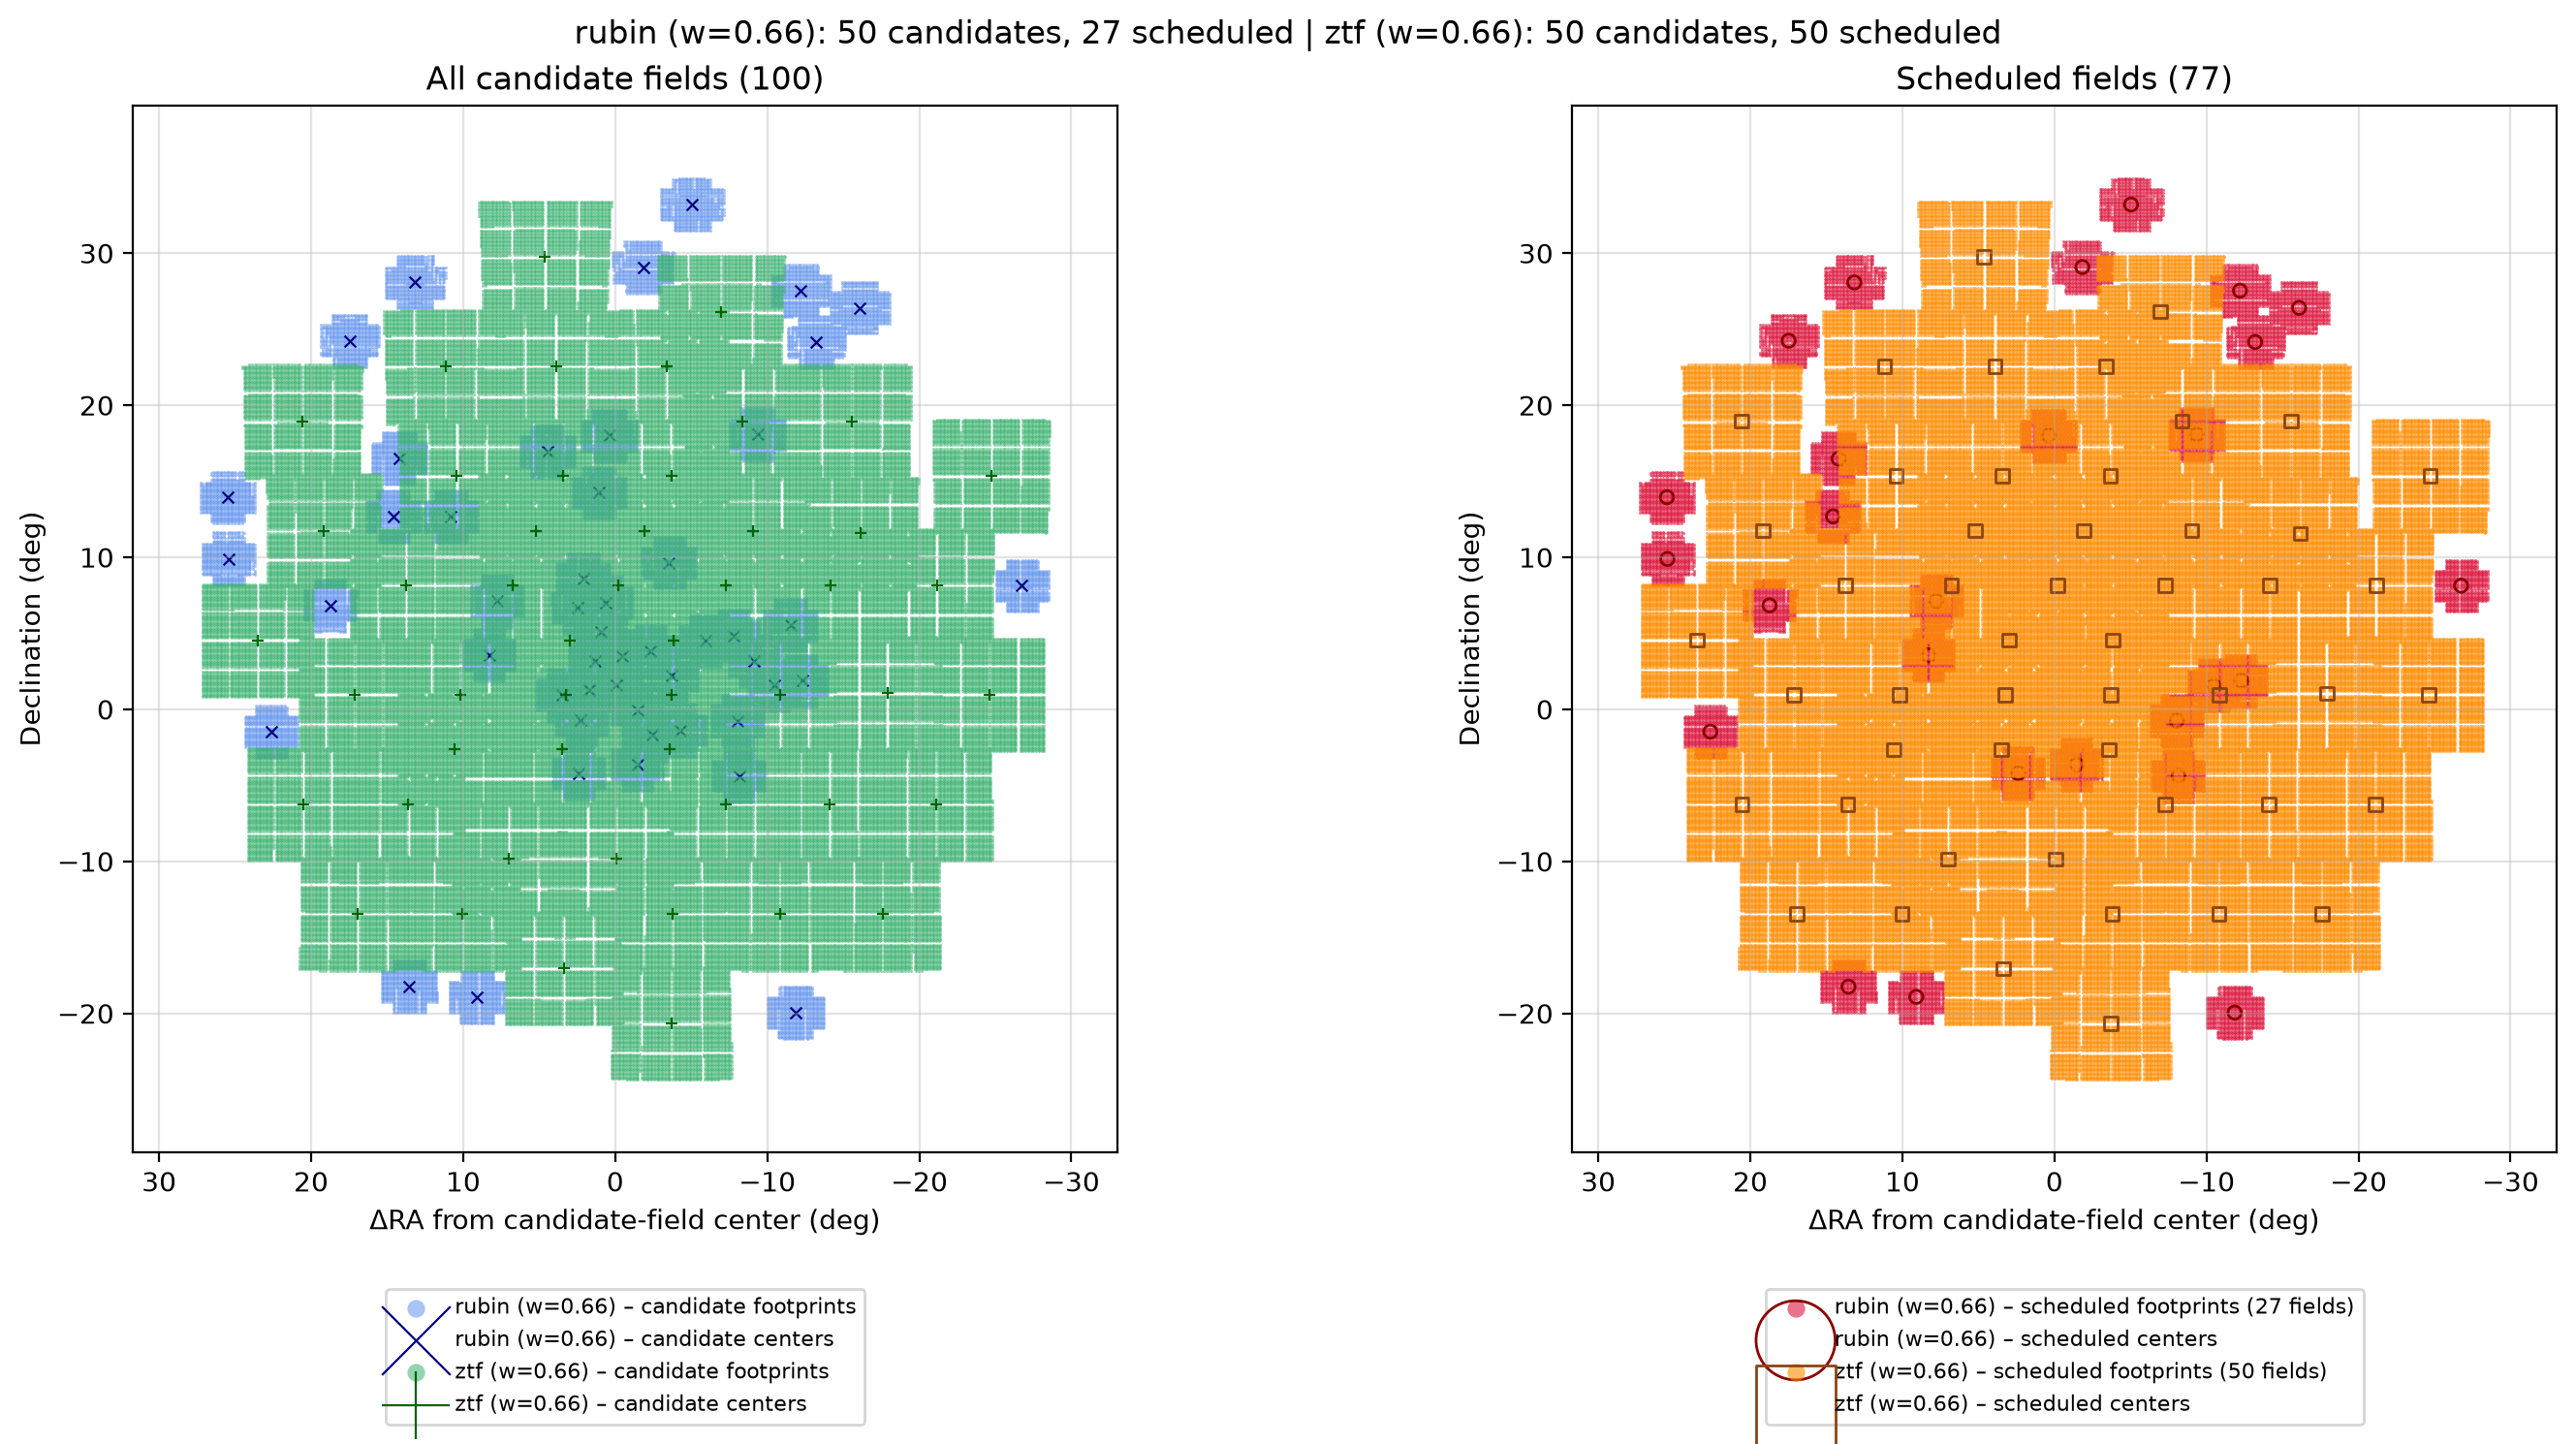 rubin (w=0.66): 50 candidates, 27 scheduled | ztf (w=0.66): 50 candidates, 50 scheduled
All candidate fields (100)
30
20
10
0
−10
−20
Declination (deg)
30 20 10 0 −10 −20 −30
ΔRA from candidate-field center (deg)
rubin (w=0.66) – candidate footprints
rubin (w=0.66) – candidate centers
ztf (w=0.66) – candidate footprints
ztf (w=0.66) – candidate centers
Scheduled fields (77)
30
20
10
0
−10
−20
Declination (deg)
30 20 10 0 −10 −20 −30
ΔRA from candidate-field center (deg)
rubin (w=0.66) – scheduled footprints (27 fields)
rubin (w=0.66) – scheduled centers
ztf (w=0.66) – scheduled footprints (50 fields)
ztf (w=0.66) – scheduled centers